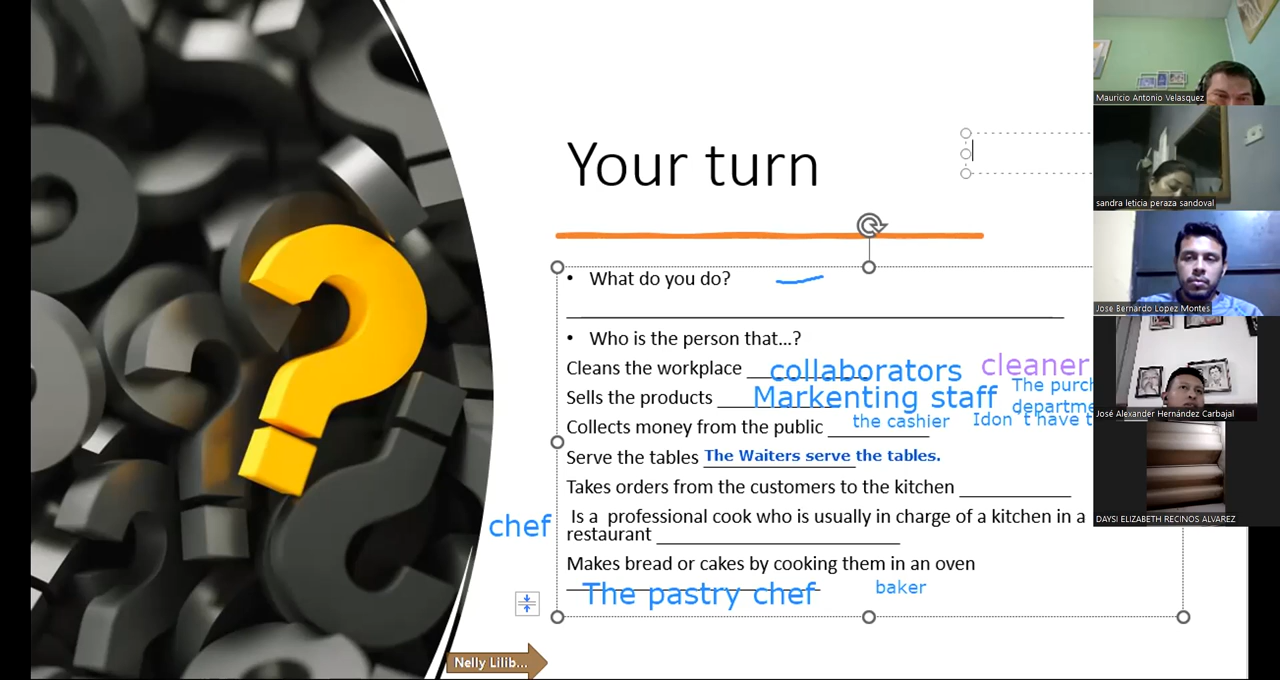 Your turn
• What do you do?
• Who is the person that...?
Cleans the workplace collaborators cleaner
Sells the products Markenting staff The purch
departme
Collects money from the public the cashier Idon´t have t
Serve the tables The Waiters serve the tables.
Takes orders from the customers to the kitchen
chef Is a professional cook who is usually in charge of a kitchen in a
restaurant
Makes bread or cakes by cooking them in an oven
The pastry chef baker
Nelly Lilib...
Mauricio Antonio Velasquez
sandra leticia peraza sandoval
Jose Bernardo Lopez Montes
José Alexander Hernández Carbajal
DAYSI ELIZABETH RECINOS ALVAREZ